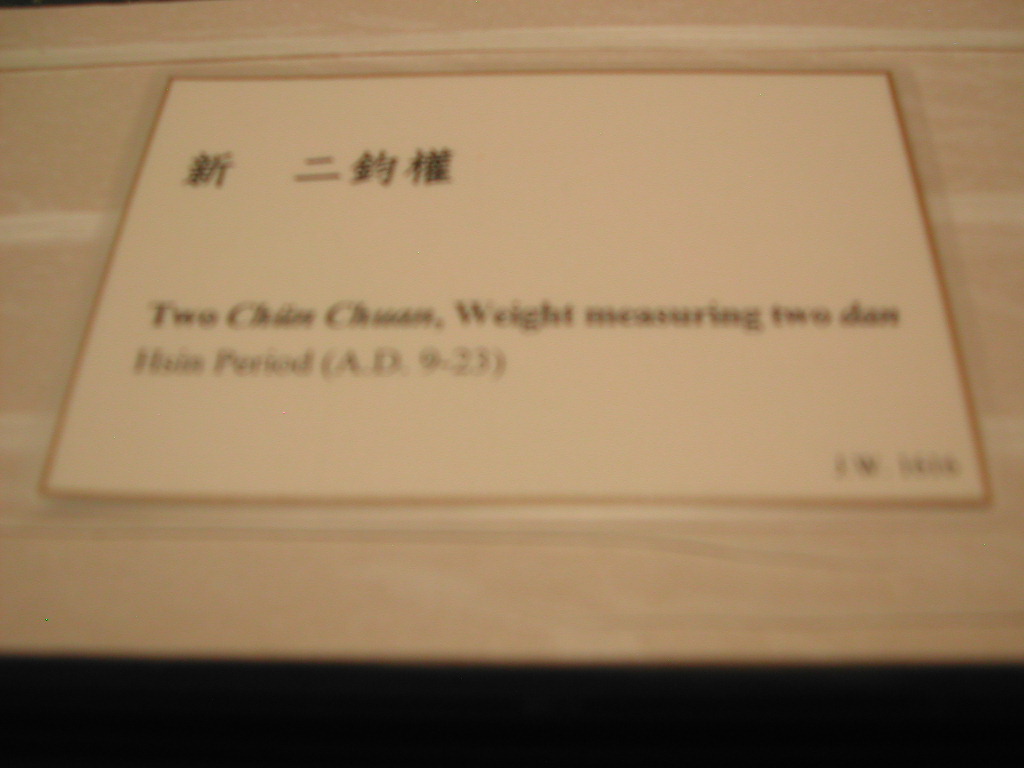 新　二鈞權
Two Chün Chuan, Weight measuring two dan
Hsin Period (A.D. 9-23)
J.W.